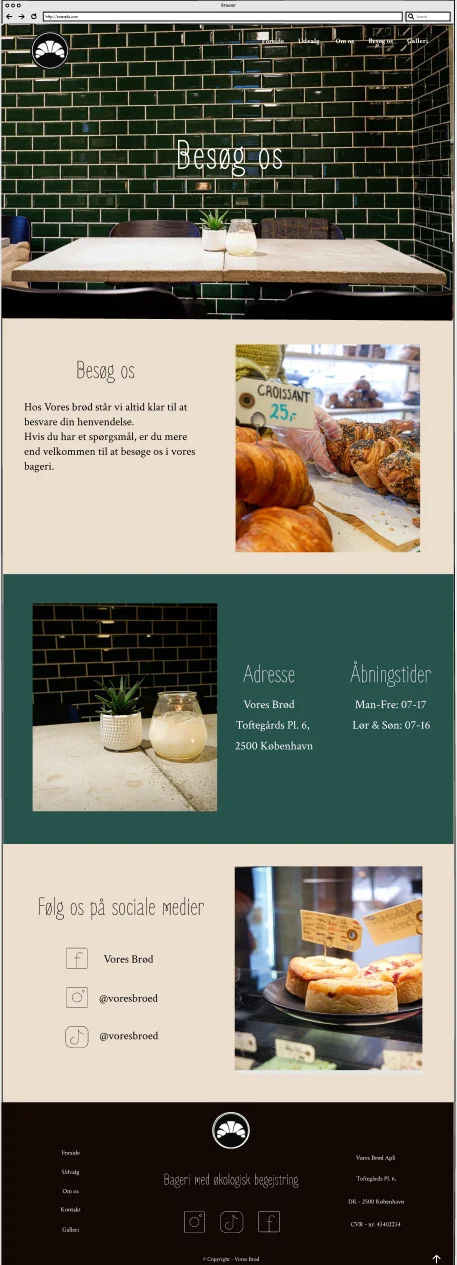 Browser
http://example.com
Search
Forside Udvalg Om os Besøg os Galleri
Besøg os
Besøg os
Hos Vores brød står vi altid klar til at
besvare din henvendelse.
Hvis du har et spørgsmål, er du mere
end velkommen til at besøge os i vores
bageri.
CROISSANT
25,-
Adresse
Vores Brød
Toftegårds Pl. 6,
2500 København
Åbningstider
Man-Fre: 07-17
Lør & Søn: 07-16
Følg os på sociale medier
Vores Brød
@voresbroed
@voresbroed
Forside
Udvalg
Om os
Kontakt
Galleri
Bageri med økologisk begejstring
Vores Brød ApS
Toftegårds Pl. 6,
DK - 2500 København
CVR - nr: 43402234
© Copyright - Vores Brød